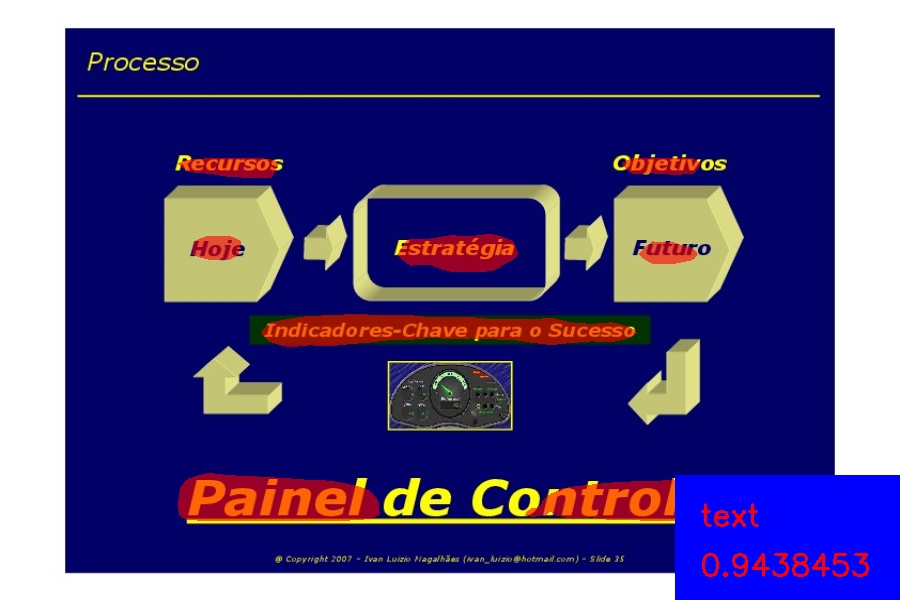 Processo
Recursos
Objetivos
Hoje
Estratégia
Futuro
Indicadores-Chave para o Sucesso
Painel de Control
@ Copyright 2007 - Ivan Luizio Magalhães (ivan_luizio@hotmail.com) - Slide 35
text
0.9438453